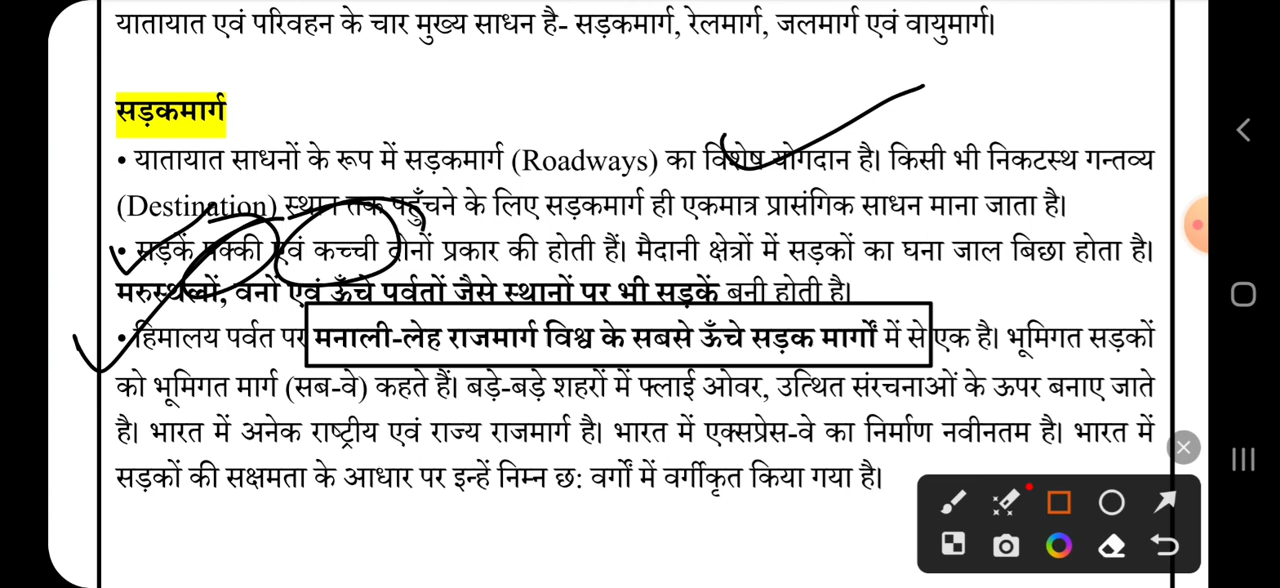 यातायात एवं परिवहन के चार मुख्य साधन है- सड़कमार्ग, रेलमार्ग, जलमार्ग एवं वायुमार्ग।
सड़कमार्ग
• यातायात साधनों के रूप में सड़कमार्ग (Roadways) का विशेष योगदान है। किसी भी निकटस्थ गन्तव्य
(Destination) स्थान तक पहुँचने के लिए सड़कमार्ग ही एकमात्र प्रासंगिक साधन माना जाता है।
• सड़कें पक्की एवं कच्ची दोनों प्रकार की होती हैं। मैदानी क्षेत्रों में सड़कों का घना जाल बिछा होता है।
मरुस्थलों, वनों एवं ऊँचे पर्वतों जैसे स्थानों पर भी सड़कें बनी होती है।
• हिमालय पर्वत पर मनाली-लेह राजमार्ग विश्व के सबसे ऊँचे सड़क मार्गों में से एक है। भूमिगत सड़कों
को भूमिगत मार्ग (सब-वे) कहते हैं। बड़े-बड़े शहरों में फ्लाई ओवर, उत्थित संरचनाओं के ऊपर बनाए जाते
है। भारत में अनेक राष्ट्रीय एवं राज्य राजमार्ग है। भारत में एक्सप्रेस-वे का निर्माण नवीनतम है। भारत में
सड़कों की सक्षमता के आधार पर इन्हें निम्न छ: वर्गों में वर्गीकृत किया गया है।